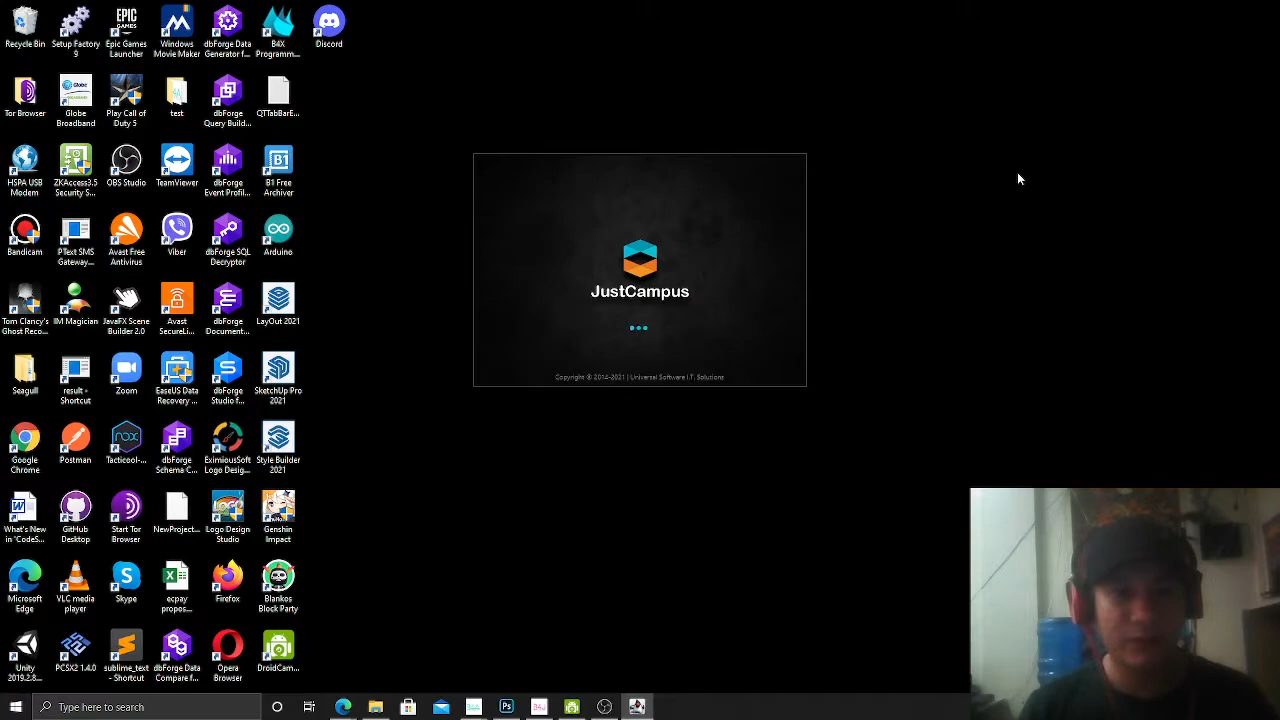 Recycle Bin
Setup Factory
9
Epic Games
Launcher
Windows
Movie Maker
dbForge Data
Generator f...
B4X
Programm...
Discord
Tor Browser
Globe
Broadband
Play Call of
Duty 5
test
dbForge
Query Build...
QTTabBarE...
HSPA USB
Modem
ZKAccess3.5
Security S...
OBS Studio
TeamViewer
dbForge
Event Profil...
B1 Free
Archiver
Bandicam
PText SMS
Gateway...
Avast Free
Antivirus
Viber
dbForge SQL
Decryptor
Arduino
Tom Clancy's
Ghost Reco...
IM Magician
JavaFX Scene
Builder 2.0
Avast
SecureLi...
dbForge
Document...
LayOut 2021
Seagull
result -
Shortcut
Zoom
EaseUS Data
Recovery ...
dbForge
Studio f...
SketchUp Pro
2021
Google
Chrome
Postman
Tacticool-...
dbForge
Schema C...
EximiousSoft
Logo Desig...
Style Builder
2021
What's New
in 'CodeS...
GitHub
Desktop
Start Tor
Browser
NewProject...
Logo Design
Studio
Genshin
Impact
Microsoft
Edge
VLC media
player
Skype
ecpay
propos...
Firefox
Blankos
Block Party
Unity
2019.2.8...
PCSX2 1.4.0
sublime_text
- Shortcut
dbForge Data
Compare f...
Opera
Browser
DroidCam...
JustCampus
Copyright © 2014-2021 | Universal Software I.T. Solutions
Type here to search